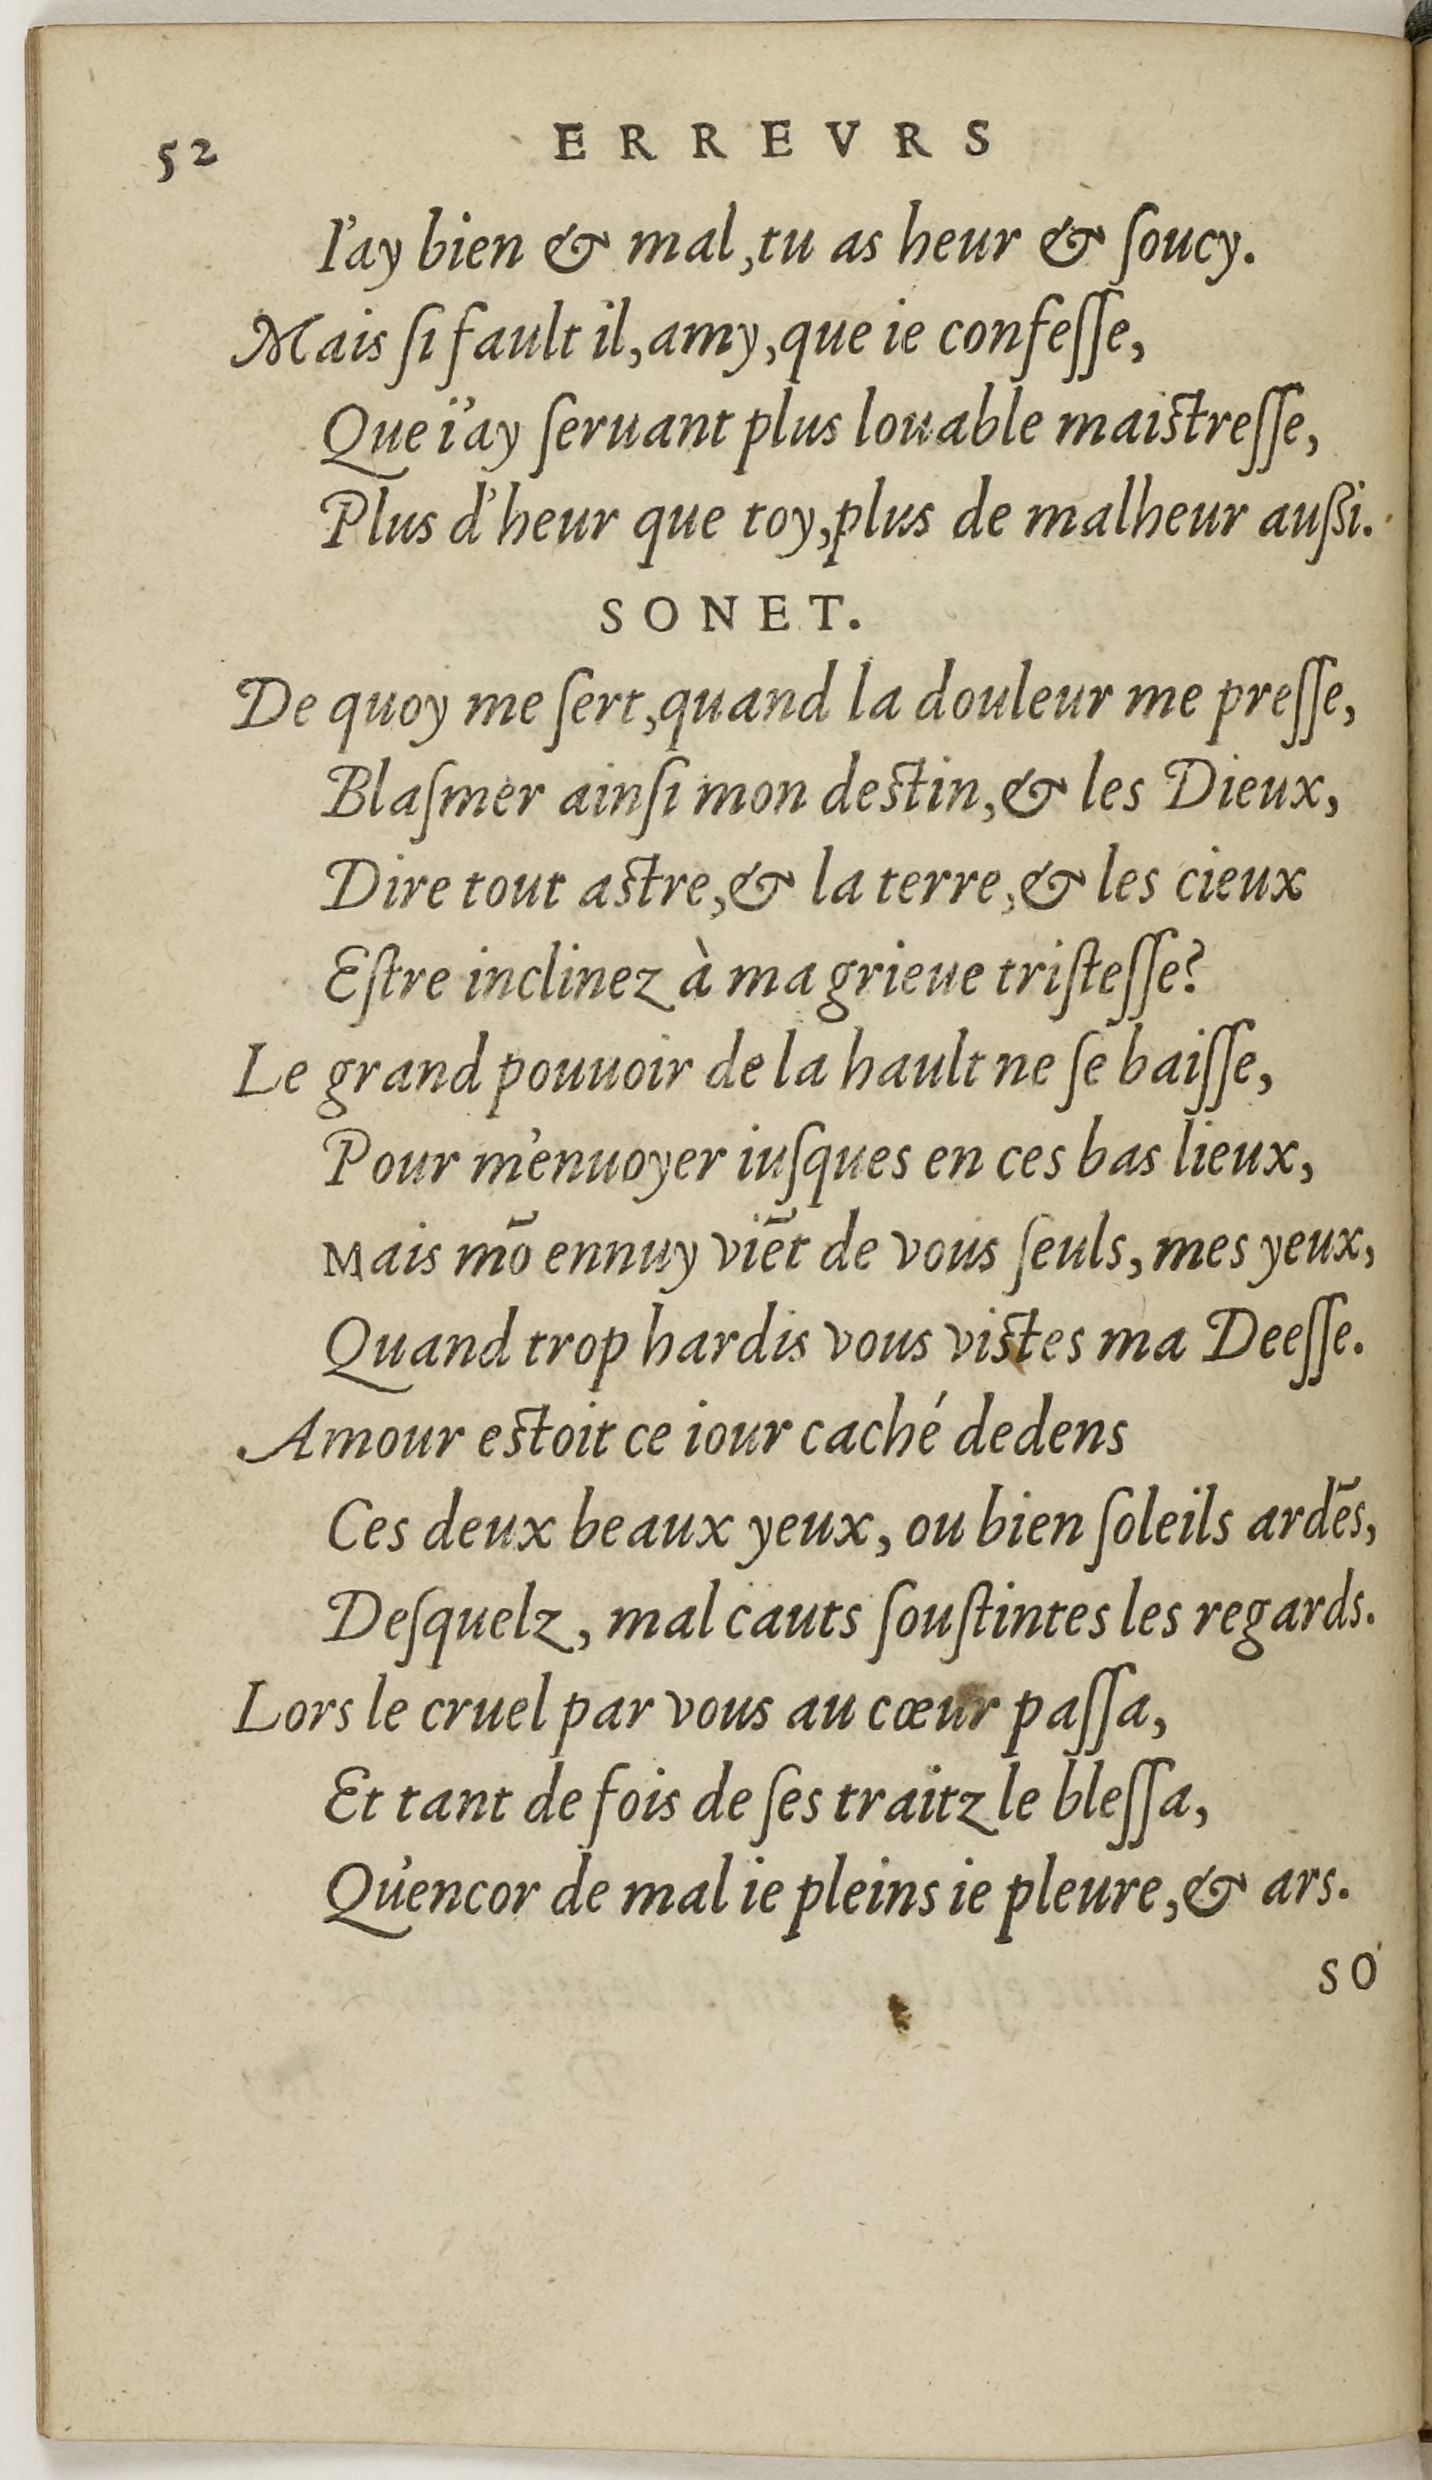 52 ERREVRS
I'ay bien & mal, tu as heur & ſoucy.
Mais ſi fault il, amy, que ie confeſſe,
Que i'ay ſeruant plus louable maiſtreſſe,
Plus d'heur que toy, plus de malheur auſſi.
SONET.
De quoy me ſert, quand la douleur me preſſe,
Blaſmer ainſi mon deſtin, & les Dieux,
Dire tout aſtre, & la terre, & les cieux
Eſtre inclinez à ma grieue triſteſſe?
Le grand pouuoir de la hault ne ſe baiſſe,
Pour m'enuoyer iuſques en ces bas lieux,
Mais mō ennuy viēt de vous ſeuls, mes yeux,
Quand trop hardis vous viſtes ma Deeſſe.
Amour eſtoit ce iour caché dedens
Ces deux beaux yeux, ou bien ſoleils ardēs,
Deſquelz, mal cauts ſouſtintes les regards.
Lors le cruel par vous au cœur paſſa,
Et tant de fois de ſes traitz le bleſſa,
Qu'encor de mal ie pleins ie pleure, & ars.
SO